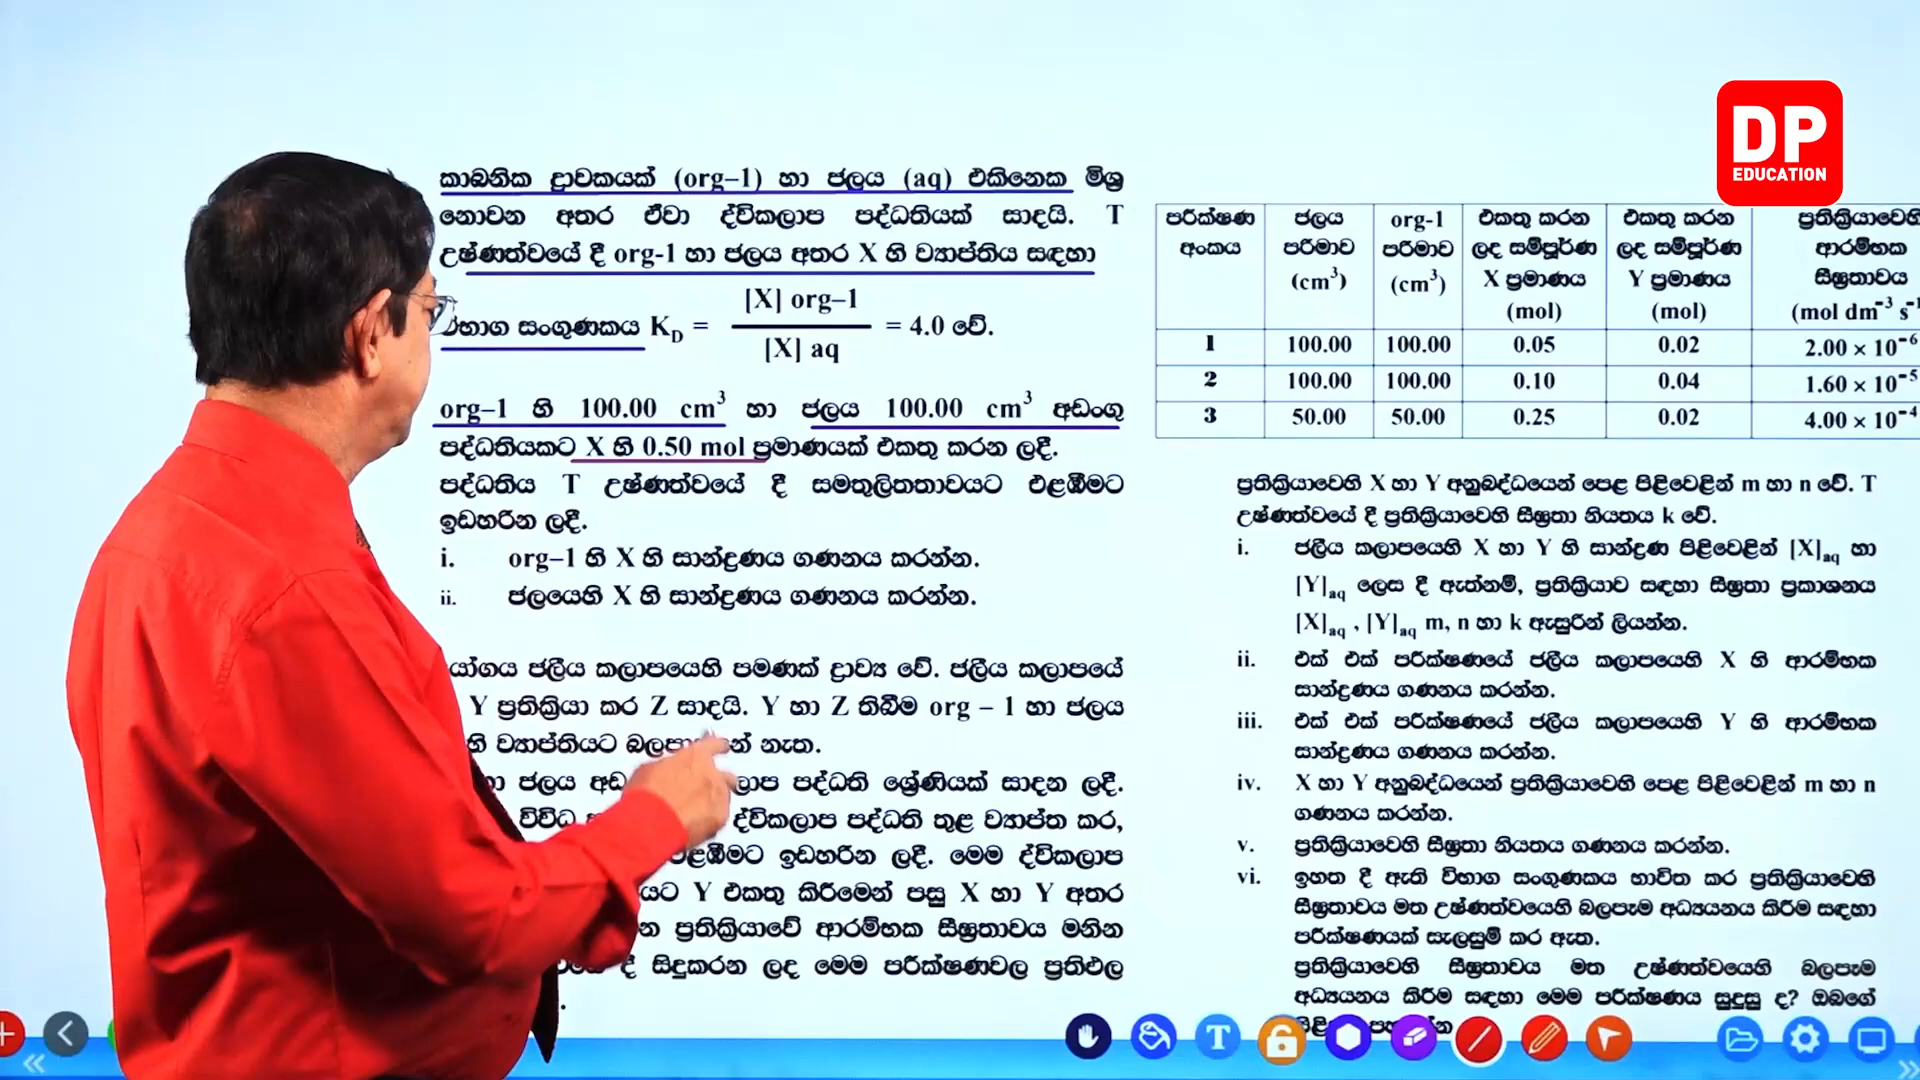 DP
EDUCATION
කාබනික ද්‍රාවකයක් (org–1) හා ජලය (aq) එකිනෙක මිශ්‍ර
නොවන අතර ඒවා ද්විකලාප පද්ධතියක් සාදයි. T
උෂ්ණත්වයේ දී org-1 හා ජලය අතර X හි ව්‍යාප්තිය සඳහා
සංගුණකය K_D = [X] org–1 / [X] aq = 4.0 වේ.
org–1 හි 100.00 cm³ හා ජලය 100.00 cm³ අඩංගු
පද්ධතියකට X හි 0.50 mol ප්‍රමාණයක් එකතු කරන ලදී.
පද්ධතිය T උෂ්ණත්වයේ දී සමතුලිතතාවයට එළඹීමට
ඉඩහරින ලදී.
i. org–1 හි X හි සාන්ද්‍රණය ගණනය කරන්න.
ii. ජලයෙහි X හි සාන්ද්‍රණය ගණනය කරන්න.
ජලීය කලාපයෙහි පමණක් ද්‍රාව්‍ය වේ. ජලීය කලාපයේ
Y ප්‍රතික්‍රියා කර Z සාදයි. Y හා Z තිබීම org – 1 හා ජලය
හි ව්‍යාප්තියට නැත.
ජලය පද්ධති ශ්‍රේණියක් සාදන ලදී.
විවිධ ද්විකලාප පද්ධති තුළ ව්‍යාප්ත කර,
ඉඩහරින ලදී. මෙම ද්විකලාප
Y එකතු කිරීමෙන් පසු X හා Y අතර
ප්‍රතික්‍රියාවේ ආරම්භක සීඝ්‍රතාවය මනින
දී සිදුකරන ලද මෙම පරීක්ෂණවල ප්‍රතිඵල
පරීක්ෂණ අංකය | ජලය පරිමාව (cm³) | org-1 පරිමාව (cm³) | එකතු කරන ලද සම්පූර්ණ X ප්‍රමාණය (mol) | එකතු කරන ලද සම්පූර්ණ Y ප්‍රමාණය (mol) | ආරම්භක සීඝ්‍රතාවය (mol dm⁻³
1 | 100.00 | 100.00 | 0.05 | 0.02 | 2.00 × 10⁻⁶
2 | 100.00 | 100.00 | 0.10 | 0.04 | 1.60 × 10⁻⁵
3 | 50.00 | 50.00 | 0.25 | 0.02 | 4.00 × 10⁻⁴
ප්‍රතික්‍රියාවෙහි X හා Y අනුබද්ධයෙන් පෙළ පිළිවෙළින් m හා n වේ. T
උෂ්ණත්වයේ දී ප්‍රතික්‍රියාවෙහි සීඝ්‍රතා නියතය k වේ.
i. ජලීය කලාපයෙහි X හා Y හි සාන්ද්‍රණ පිළිවෙළින් [X]aq හා
[Y]aq ලෙස දී ඇත්නම්, ප්‍රතික්‍රියාව සඳහා සීඝ්‍රතා ප්‍රකාශනය
[X]aq , [Y]aq m, n හා k ඇසුරින් ලියන්න.
ii. එක් එක් පරීක්ෂණයේ ජලීය කලාපයෙහි X හි ආරම්භක
සාන්ද්‍රණය ගණනය කරන්න.
iii. එක් එක් පරීක්ෂණයේ ජලීය කලාපයෙහි Y හි ආරම්භක
සාන්ද්‍රණය ගණනය කරන්න.
iv. X හා Y අනුබද්ධයෙන් ප්‍රතික්‍රියාවෙහි පෙළ පිළිවෙළින් m හා n
ගණනය කරන්න.
v. ප්‍රතික්‍රියාවෙහි සීඝ්‍රතා නියතය ගණනය කරන්න.
vi. ඉහත දී ඇති විභාග සංගුණකය භාවිත කර ප්‍රතික්‍රියාවෙහි
සීඝ්‍රතාවය මත උෂ්ණත්වයෙහි බලපෑම අධ්‍යයනය කිරීම සඳහා
පරීක්ෂණයක් සැලසුම් කර ඇත.
ප්‍රතික්‍රියාවෙහි සීඝ්‍රතාවය මත උෂ්ණත්වයෙහි බලපෑම
අධ්‍යයනය කිරීම සඳහා මෙම පරීක්ෂණය සුදුසු ද? ඔබගේ